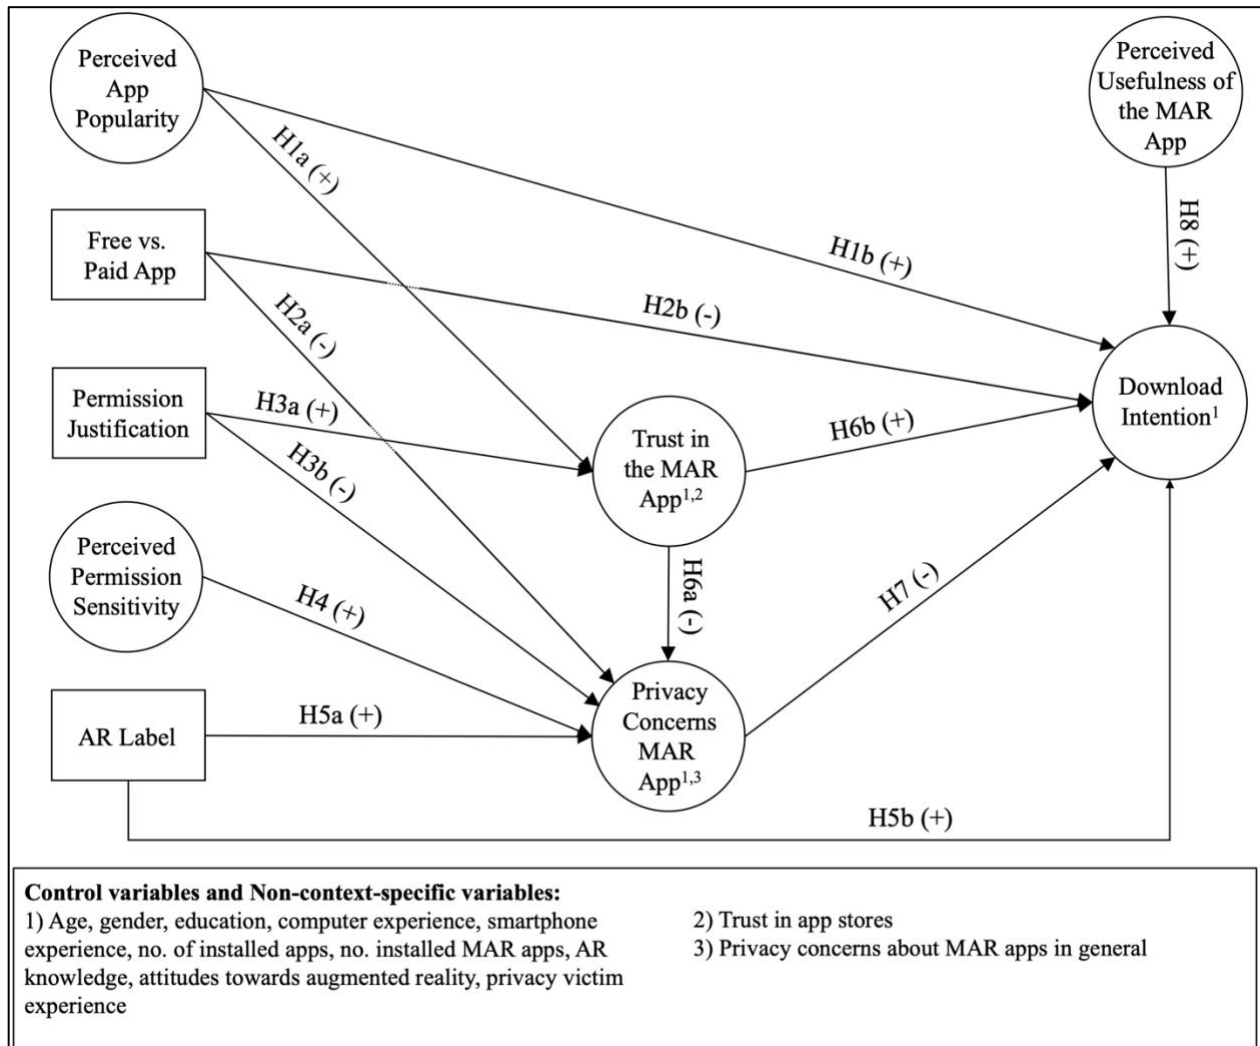 Perceived
App
Popularity
Perceived
Usefulness of
the MAR
App
H1a (+)
H1b (+)
H8 (+)
Free vs.
Paid App
H2a (-)
H2b (-)
Permission
Justification
H3a (+)
H3b (-)
Download
Intention¹
Trust in
the MAR
App¹,²
H6b (+)
Perceived
Permission
Sensitivity
H4 (+)
H6a (-)
H7 (-)
AR Label
H5a (+)
Privacy
Concerns
MAR
App¹,³
H5b (+)
Control variables and Non-context-specific variables:
1) Age, gender, education, computer experience, smartphone
experience, no. of installed apps, no. installed MAR apps, AR
knowledge, attitudes towards augmented reality, privacy victim
experience
2) Trust in app stores
3) Privacy concerns about MAR apps in general